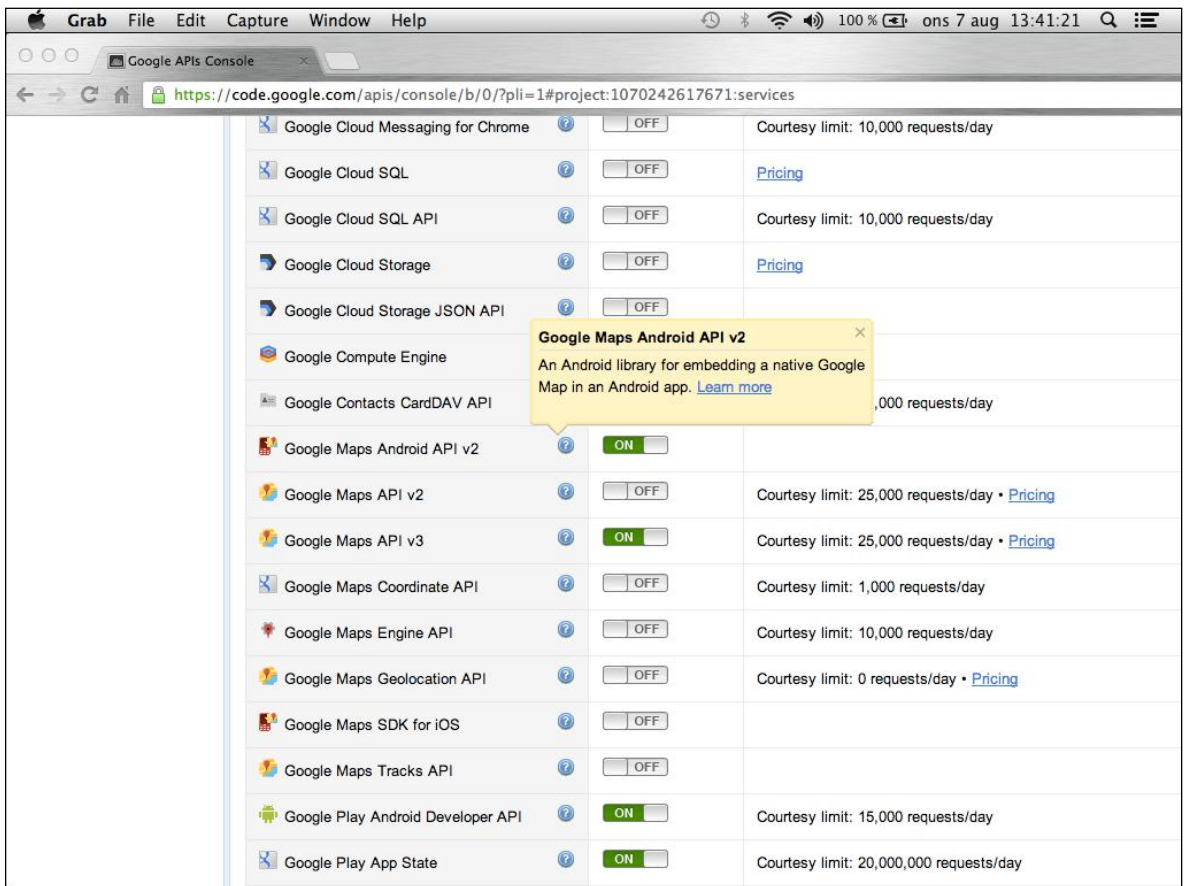 Grab File Edit Capture Window Help 100 % ons 7 aug 13:41:21
Google APIs Console
https://code.google.com/apis/console/b/0/?pli=1#project:1070242617671:services
Google Cloud Messaging for Chrome OFF Courtesy limit: 10,000 requests/day
Google Cloud SQL OFF Pricing
Google Cloud SQL API OFF Courtesy limit: 10,000 requests/day
Google Cloud Storage OFF Pricing
Google Cloud Storage JSON API OFF
Google Maps Android API v2
Google Compute Engine
An Android library for embedding a native Google
Map in an Android app. Learn more
Google Contacts CardDAV API ,000 requests/day
Google Maps Android API v2 ON
Google Maps API v2 OFF Courtesy limit: 25,000 requests/day • Pricing
Google Maps API v3 ON Courtesy limit: 25,000 requests/day • Pricing
Google Maps Coordinate API OFF Courtesy limit: 1,000 requests/day
Google Maps Engine API OFF Courtesy limit: 10,000 requests/day
Google Maps Geolocation API OFF Courtesy limit: 0 requests/day • Pricing
Google Maps SDK for iOS OFF
Google Maps Tracks API OFF
Google Play Android Developer API ON Courtesy limit: 15,000 requests/day
Google Play App State ON Courtesy limit: 20,000,000 requests/day